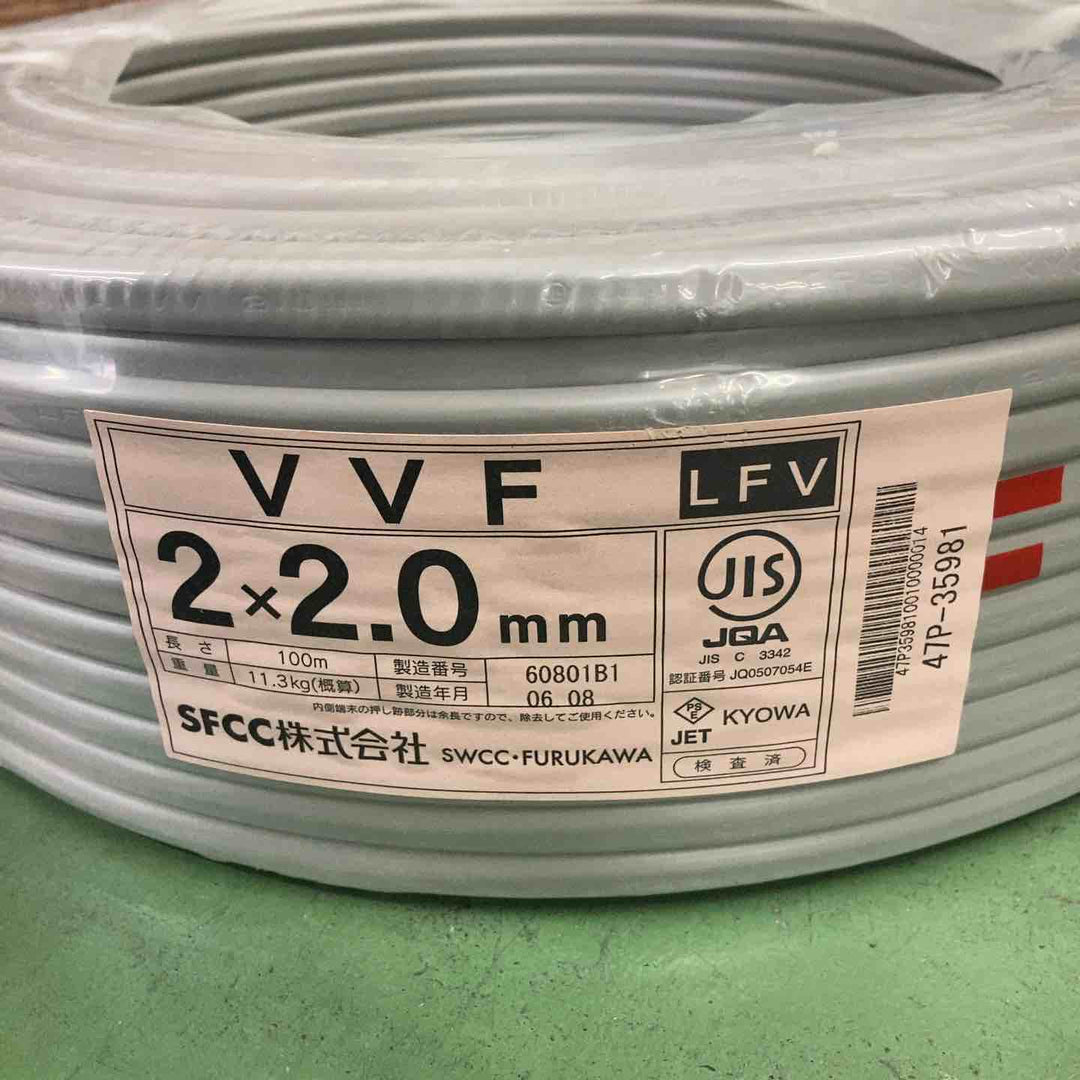 VVF
LFV
2×2.0mm
長さ 100m 製造番号 60801B1
重量 11.3kg(概算) 製造年月 06 08
内側端末の押し跡部分は余長ですので、除去してご使用ください。
SFCC株式会社 SWCC・FURUKAWA
JIS
JQA
JIS C 3342
認証番号 JQ0507054E
PS
E
JET KYOWA
検査済
47P3598100100000014
47P-35981